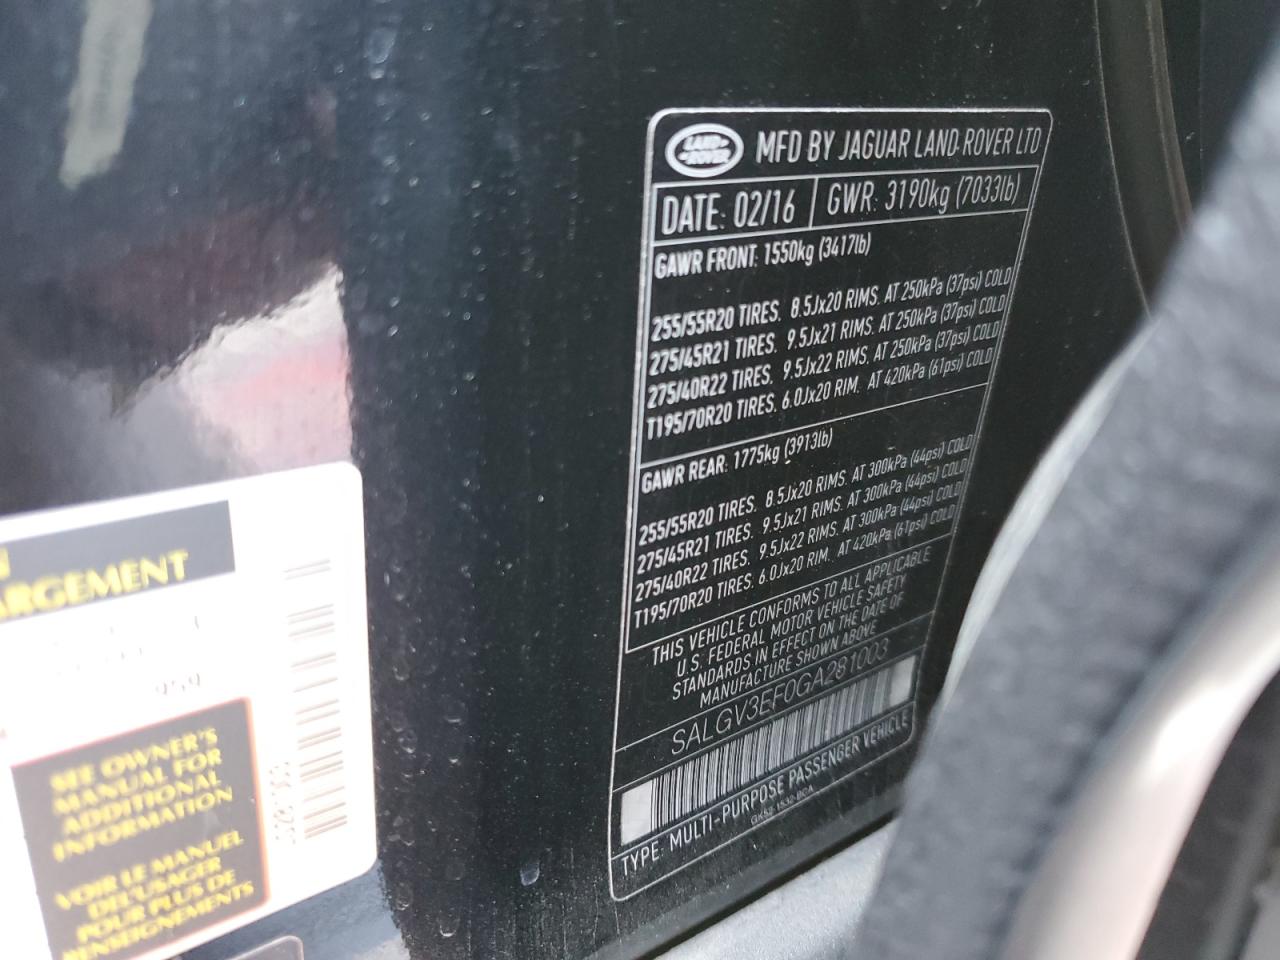 LAND ROVER
MFD BY JAGUAR LAND ROVER LTD
DATE: 02/16 GWR: 3190kg (7033lb)
GAWR FRONT: 1550kg (3417lb)
255/55R20 TIRES. 8.5Jx20 RIMS. AT 250kPa (37psi) COLD
275/45R21 TIRES. 9.5Jx21 RIMS. AT 250kPa (37psi) COLD
275/40R22 TIRES. 9.5Jx22 RIMS. AT 250kPa (37psi) COLD
T195/70R20 TIRES. 6.0Jx20 RIM. AT 420kPa (61psi) COLD
GAWR REAR: 1775kg (3913lb)
255/55R20 TIRES. 8.5Jx20 RIMS. AT 300kPa (44psi) COLD
275/45R21 TIRES. 9.5Jx21 RIMS. AT 300kPa (44psi) COLD
275/40R22 TIRES. 9.5Jx22 RIMS. AT 300kPa (44psi) COLD
T195/70R20 TIRES. 6.0Jx20 RIM. AT 420kPa (61psi) COLD
THIS VEHICLE CONFORMS TO ALL APPLICABLE
U.S. FEDERAL MOTOR VEHICLE SAFETY
STANDARDS IN EFFECT ON THE DATE OF
MANUFACTURE SHOWN ABOVE
SALGV3EF0GA281003
TYPE: MULTI-PURPOSE PASSENGER VEHICLE
GK52-1532-BCA
ARGEMENT
SEE OWNER'S
MANUAL FOR
ADDITIONAL
INFORMATION
VOIR LE MANUEL
DE L'USAGER
POUR PLUS DE
RENSEIGNEMENTS